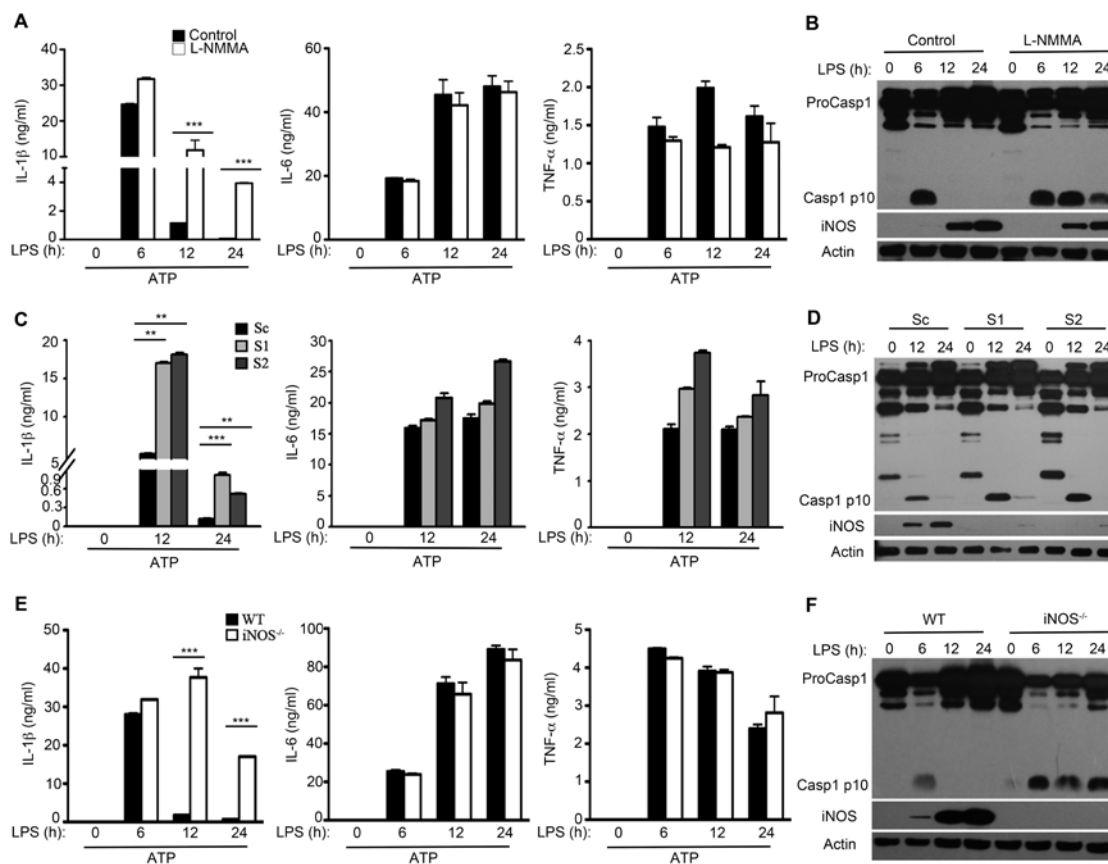 A
Control
L-NMMA
IL-1β (ng/ml)
40
30
20
10
4
2
0
LPS (h): 0 6 12 24
ATP
***
***
IL-6 (ng/ml)
60
40
20
0
0 6 12 24
ATP
TNF-α (ng/ml)
2.5
2.0
1.5
1.0
0.5
0.0
0 6 12 24
ATP
B
Control L-NMMA
LPS (h): 0 6 12 24 0 6 12 24
ProCasp1
Casp1 p10
iNOS
Actin
C
Sc
S1
S2
IL-1β (ng/ml)
20
15
10
5
0.9
0.6
0.3
0
LPS (h): 0 12 24
ATP
**
**
**
***
IL-6 (ng/ml)
30
25
20
15
10
5
0
0 12 24
ATP
TNF-α (ng/ml)
4
3
2
1
0
0 12 24
ATP
D
Sc S1 S2
LPS (h): 0 12 24 0 12 24 0 12 24
ProCasp1
Casp1 p10
iNOS
Actin
E
WT
iNOS-/-
IL-1β (ng/ml)
50
40
30
20
10
0
LPS (h): 0 6 12 24
ATP
***
***
IL-6 (ng/ml)
100
80
60
40
20
0
0 6 12 24
ATP
TNF-α (ng/ml)
5
4
3
2
1
0
0 6 12 24
ATP
F
WT iNOS-/-
LPS (h): 0 6 12 24 0 6 12 24
ProCasp1
Casp1 p10
iNOS
Actin